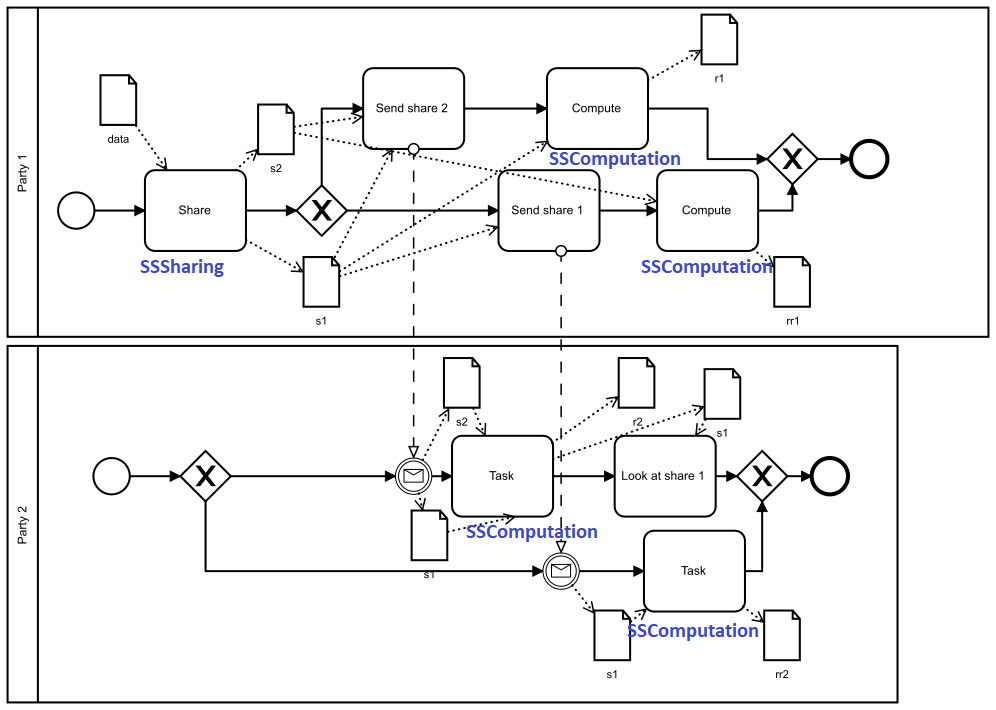 Party 1
data
s2
Send share 2
Compute
SSComputation
r1
Share
SSSharing
s1
Send share 1
Compute
SSComputation
rr1
Party 2
s2
Task
SSComputation
s1
r2
s1
Look at share 1
Task
SSComputation
s1
rr2